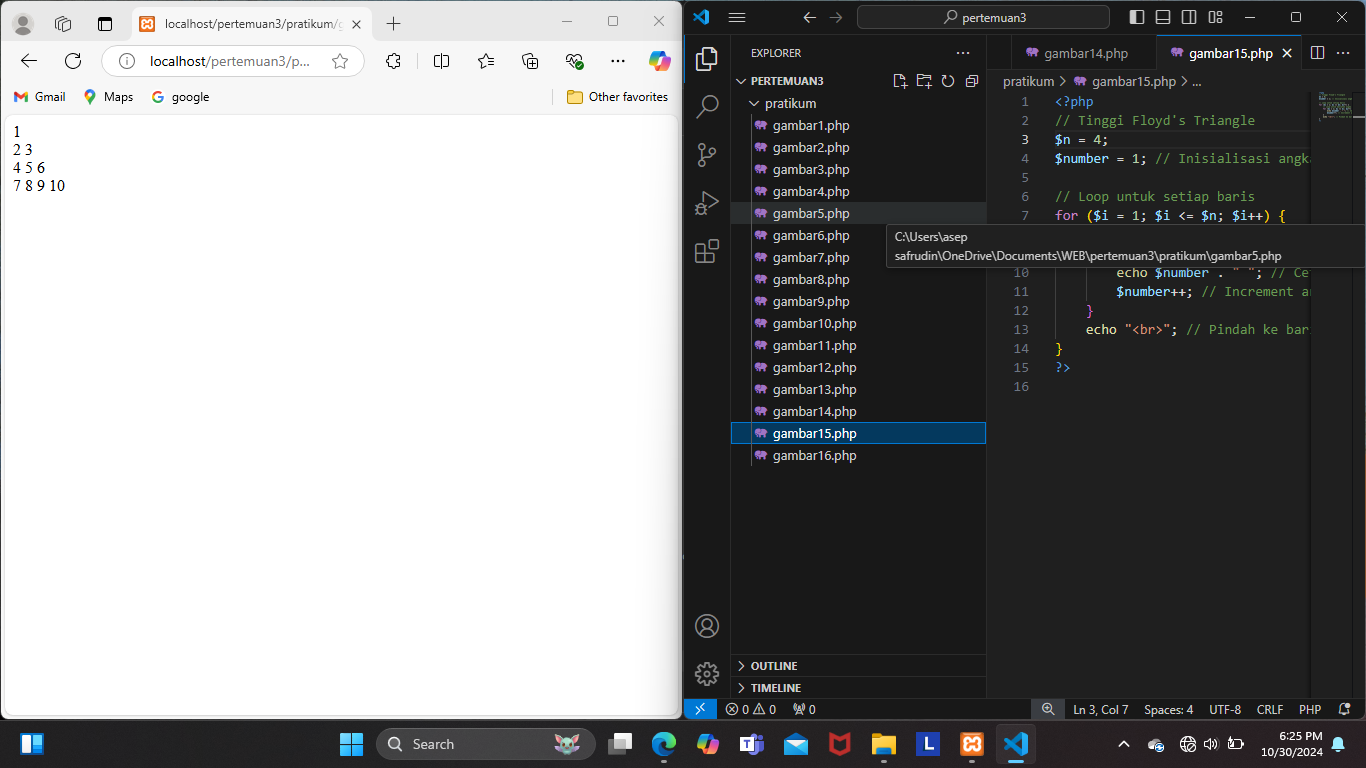 localhost/pertemuan3/pratikum/g
localhost/pertemuan3/p...
Gmail
Maps
google
Other favorites
1
2 3
4 5 6
7 8 9 10
pertemuan3
EXPLORER
PERTEMUAN3
pratikum
gambar1.php
gambar2.php
gambar3.php
gambar4.php
gambar5.php
gambar6.php
gambar7.php
gambar8.php
gambar9.php
gambar10.php
gambar11.php
gambar12.php
gambar13.php
gambar14.php
gambar15.php
gambar16.php
OUTLINE
TIMELINE
gambar14.php
gambar15.php
pratikum > gambar15.php > ...
1 <?php
2 // Tinggi Floyd's Triangle
3 $n = 4;
4 $number = 1; // Inisialisasi angka
5
6 // Loop untuk setiap baris
7 for ($i = 1; $i <= $n; $i++) {
C:\Users\asep
safrudin\OneDrive\Documents\WEB\pertemuan3\pratikum\gambar5.php
10 echo $number . " "; // Ce
11 $number++; // Increment a
12 }
13 echo "<br>"; // Pindah ke bar
14 }
15 ?>
16
0 0 0
Ln 3, Col 7
Spaces: 4
UTF-8
CRLF
PHP
Search
L
6:25 PM
10/30/2024